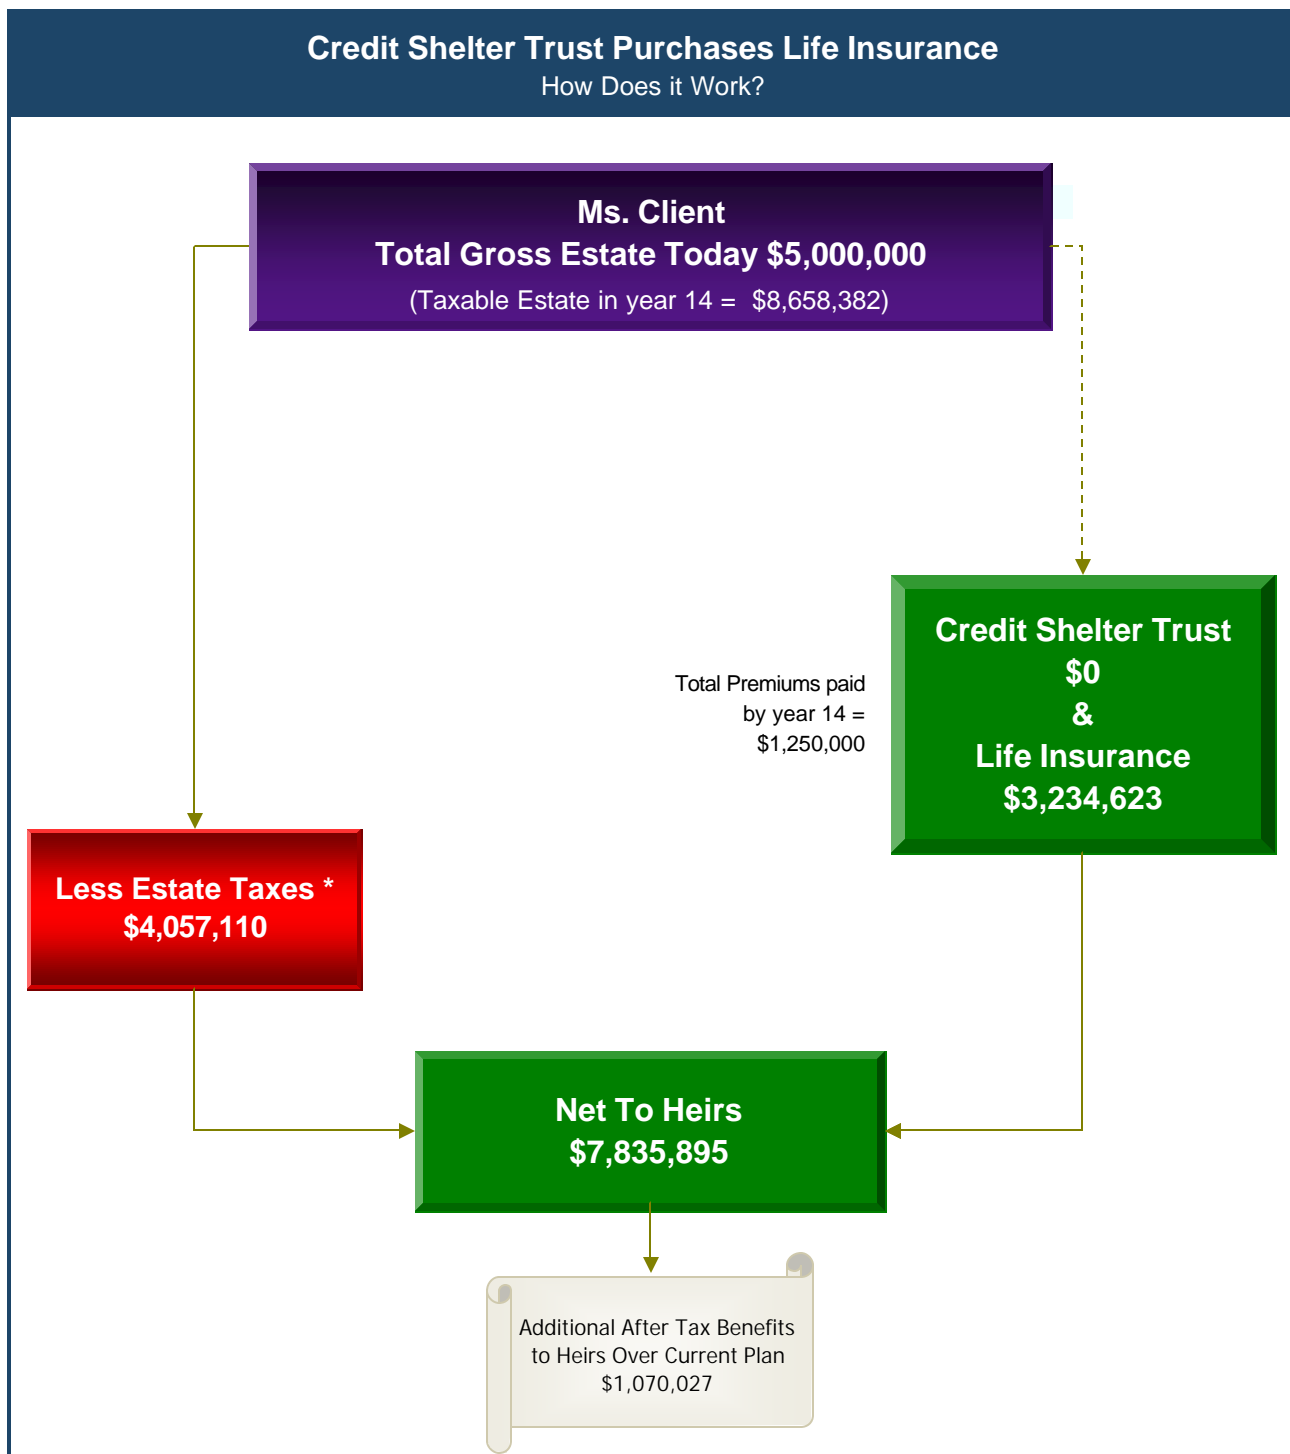 Credit Shelter Trust Purchases Life Insurance
How Does it Work?
Ms. Client
Total Gross Estate Today $5,000,000
(Taxable Estate in year 14 = $8,658,382)
Total Premiums paid
by year 14 =
$1,250,000
Credit Shelter Trust
$0
&
Life Insurance
$3,234,623
Less Estate Taxes *
$4,057,110
Net To Heirs
$7,835,895
Additional After Tax Benefits
to Heirs Over Current Plan
$1,070,027